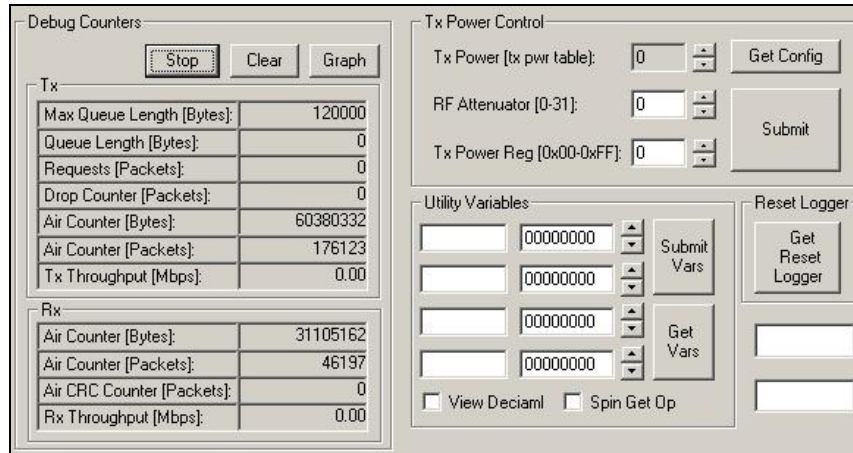 Debug Counters
Stop Clear Graph
Tx
Max Queue Length [Bytes]: 120000
Queue Length [Bytes]: 0
Requests [Packets]: 0
Drop Counter [Packets]: 0
Air Counter [Bytes]: 60380332
Air Counter [Packets]: 176123
Tx Throughput [Mbps]: 0.00
Rx
Air Counter [Bytes]: 31105162
Air Counter [Packets]: 46197
Air CRC Counter [Packets]: 0
Rx Throughput [Mbps]: 0.00
Tx Power Control
Tx Power [tx pwr table): 0 Get Config
RF Attenuator [0-31]: 0
Submit
Tx Power Reg [0x00-0xFF]: 0
Utility Variables
00000000
00000000
00000000
00000000
Submit
Vars
Get
Vars
View Deciaml Spin Get Op
Reset Logger
Get
Reset
Logger